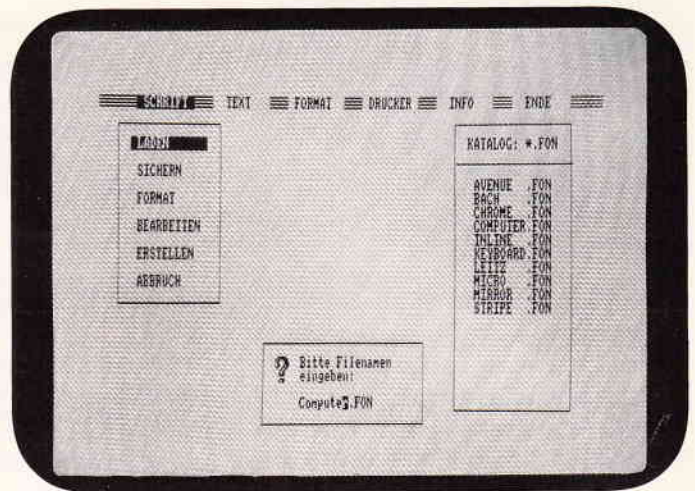 SCHRIFT TEXT FORMAT DRUCKER INFO ENDE
LADEN
SICHERN
FORMAT
BEARBEITEN
ERSTELLEN
ABBRUCH
KATALOG: *.FON
AVENUE .FON
BACH .FON
CHROME .FON
COMPUTER.FON
INLINE .FON
KEYBOARD.FON
LEITZ .FON
MICRO .FON
MIRROR .FON
STRIPE .FON
? Bitte Filenamen
eingeben:
Computer.FON